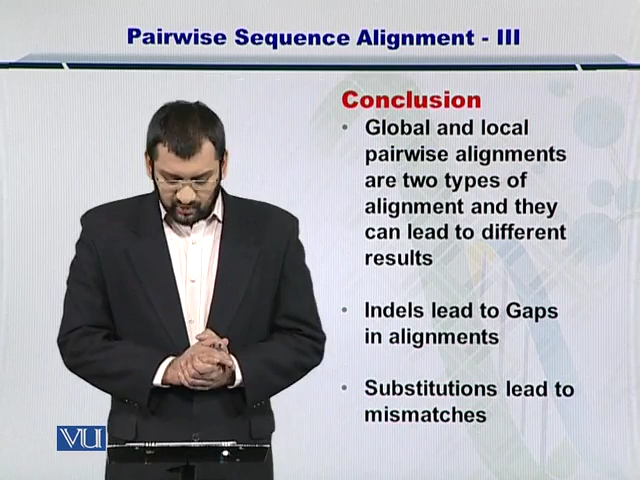 Pairwise Sequence Alignment - III
Conclusion
• Global and local
pairwise alignments
are two types of
alignment and they
can lead to different
results
• Indels lead to Gaps
in alignments
• Substitutions lead to
mismatches
VU